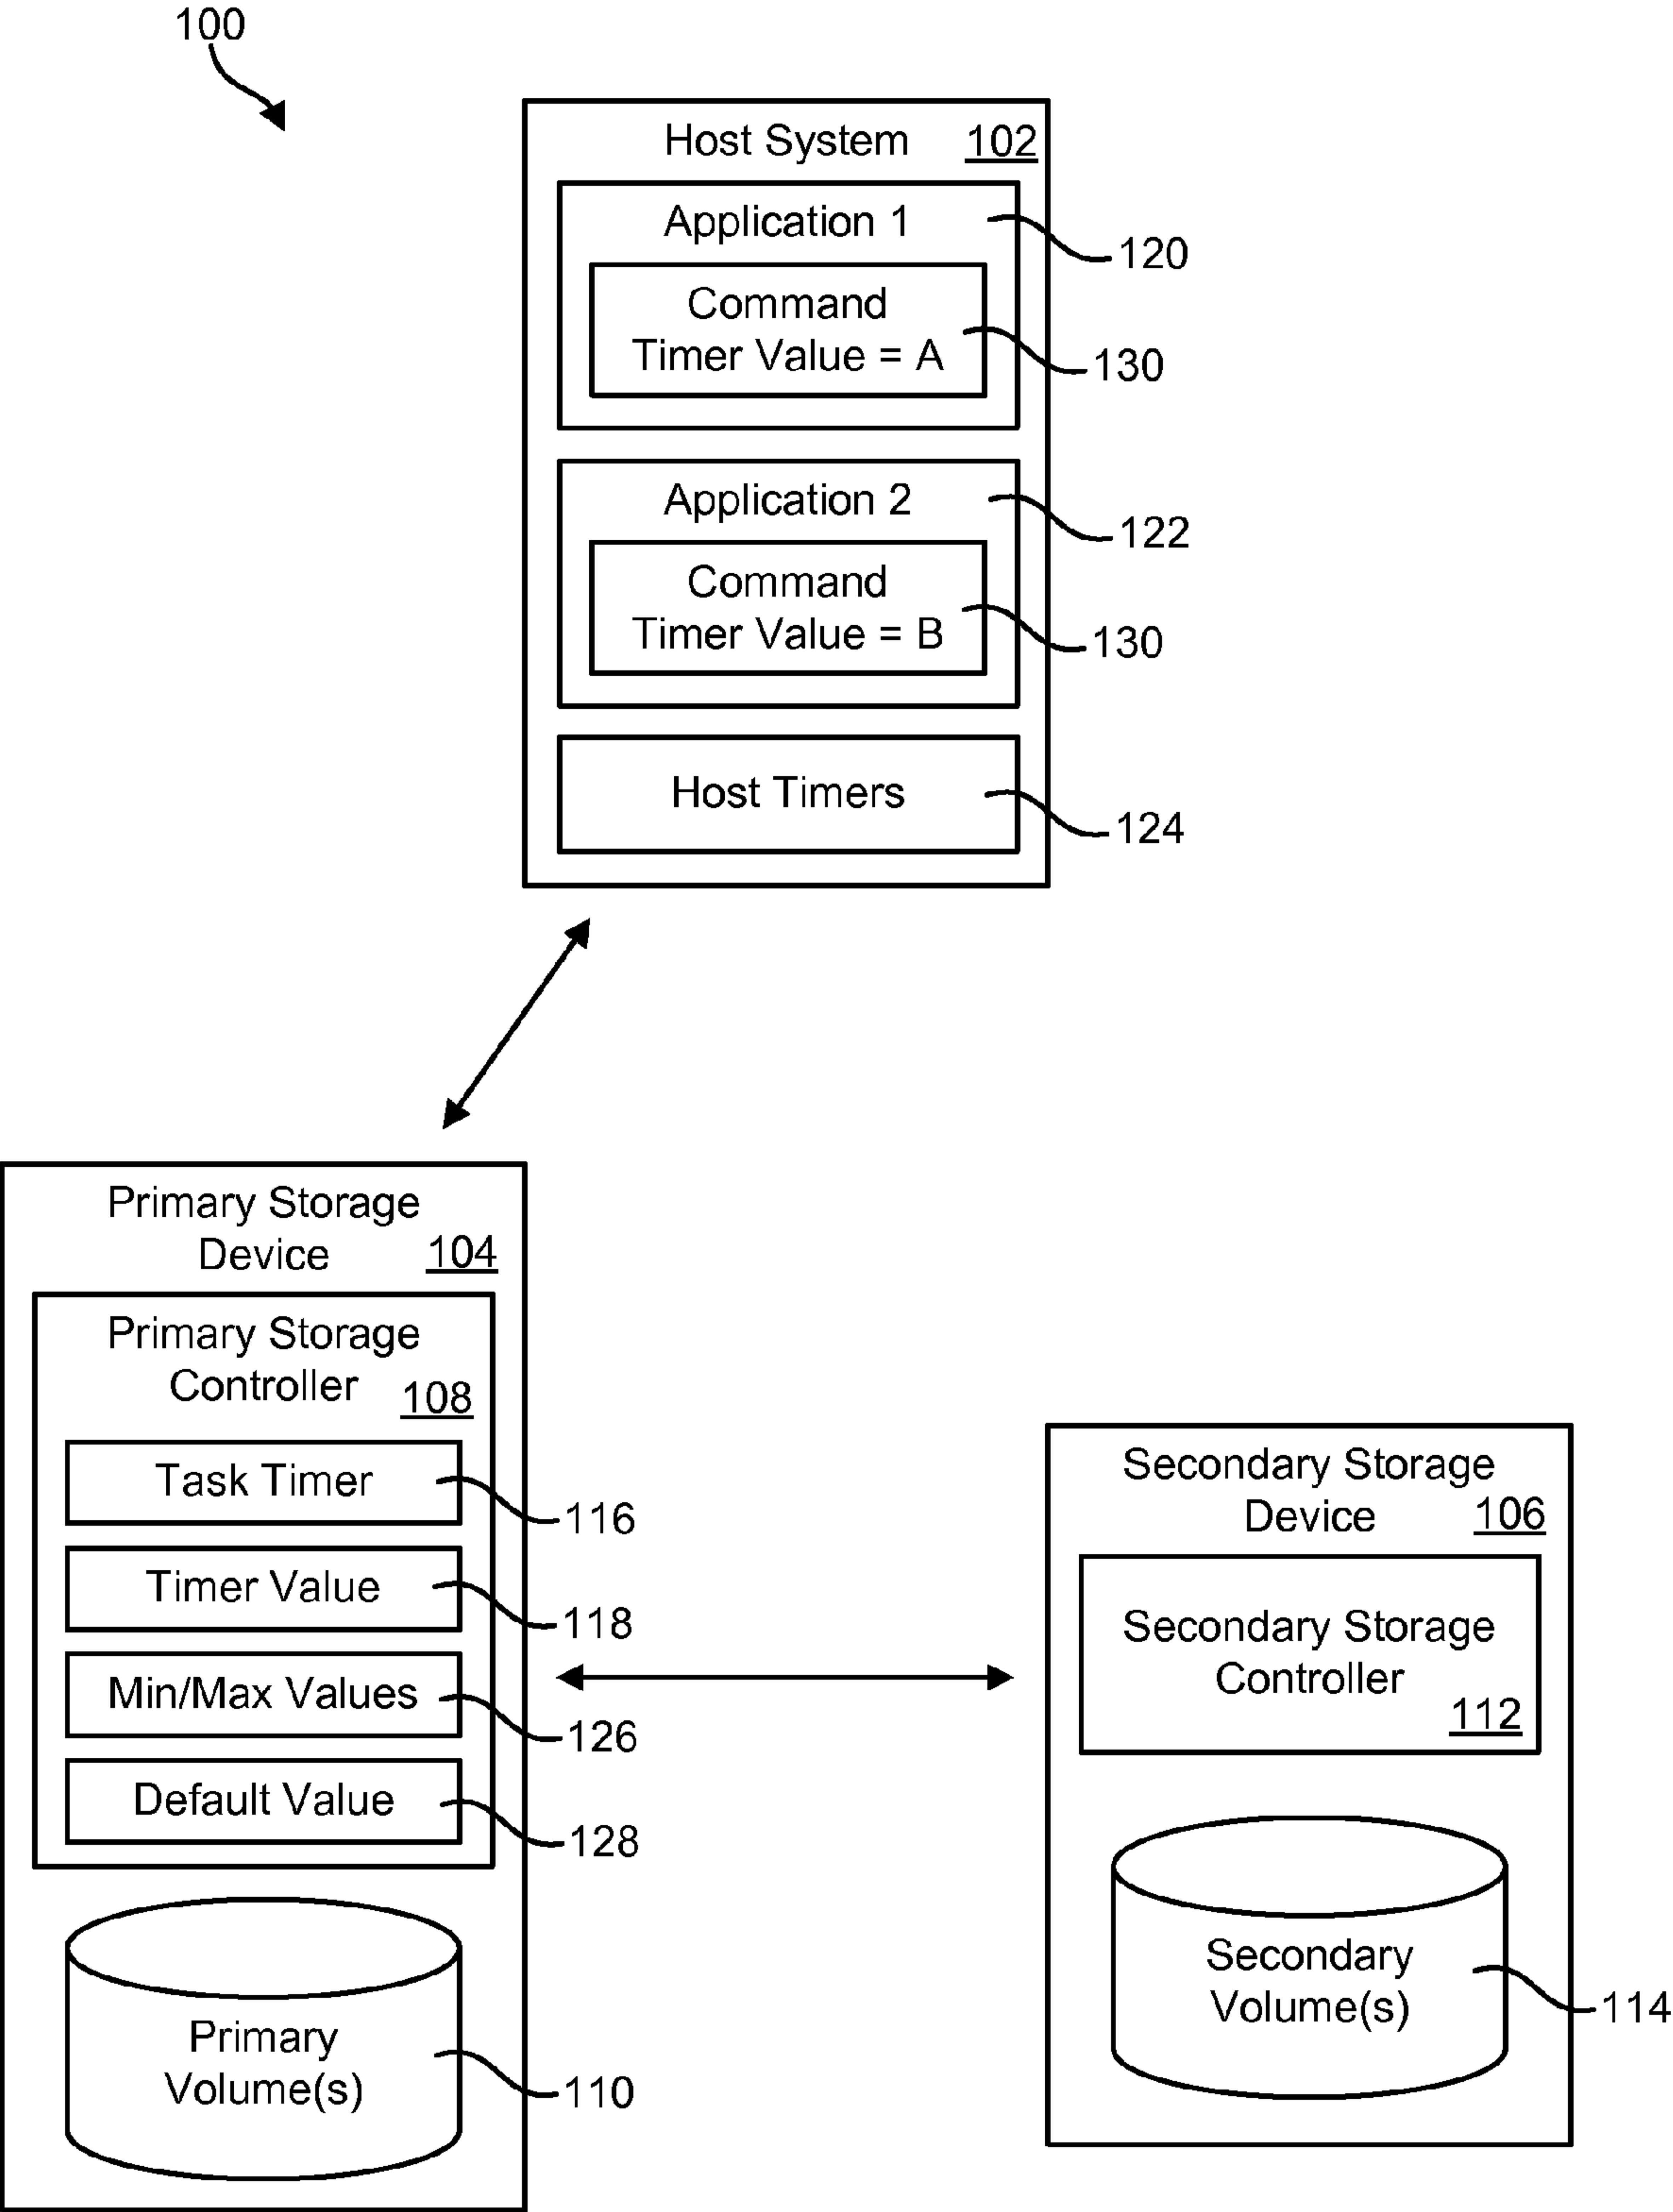 100
Host System 102
Application 1
120
Command
Timer Value = A
130
Application 2
122
Command
Timer Value = B
130
Host Timers
124
Primary Storage
Device 104
Primary Storage
Controller 108
Task Timer
116
Timer Value
118
Min/Max Values
126
Default Value
128
Primary
Volume(s)
110
Secondary Storage
Device 106
Secondary Storage
Controller
112
Secondary
Volume(s)
114